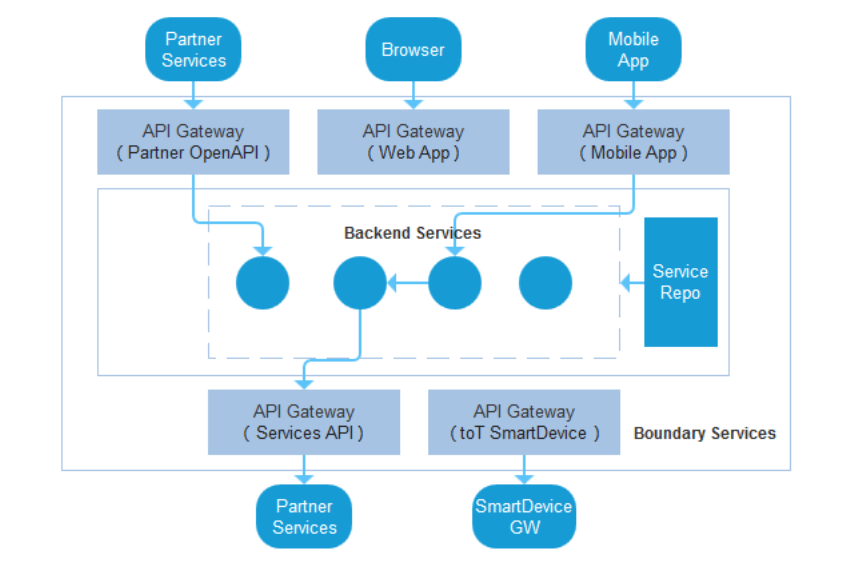 Partner
Services
Browser
Mobile
App
API Gateway
( Partner OpenAPI )
API Gateway
( Web App )
API Gateway
( Mobile App )
Backend Services
Service
Repo
API Gateway
( Services API )
API Gateway
( toT SmartDevice )
Boundary Services
Partner
Services
SmartDevice
GW